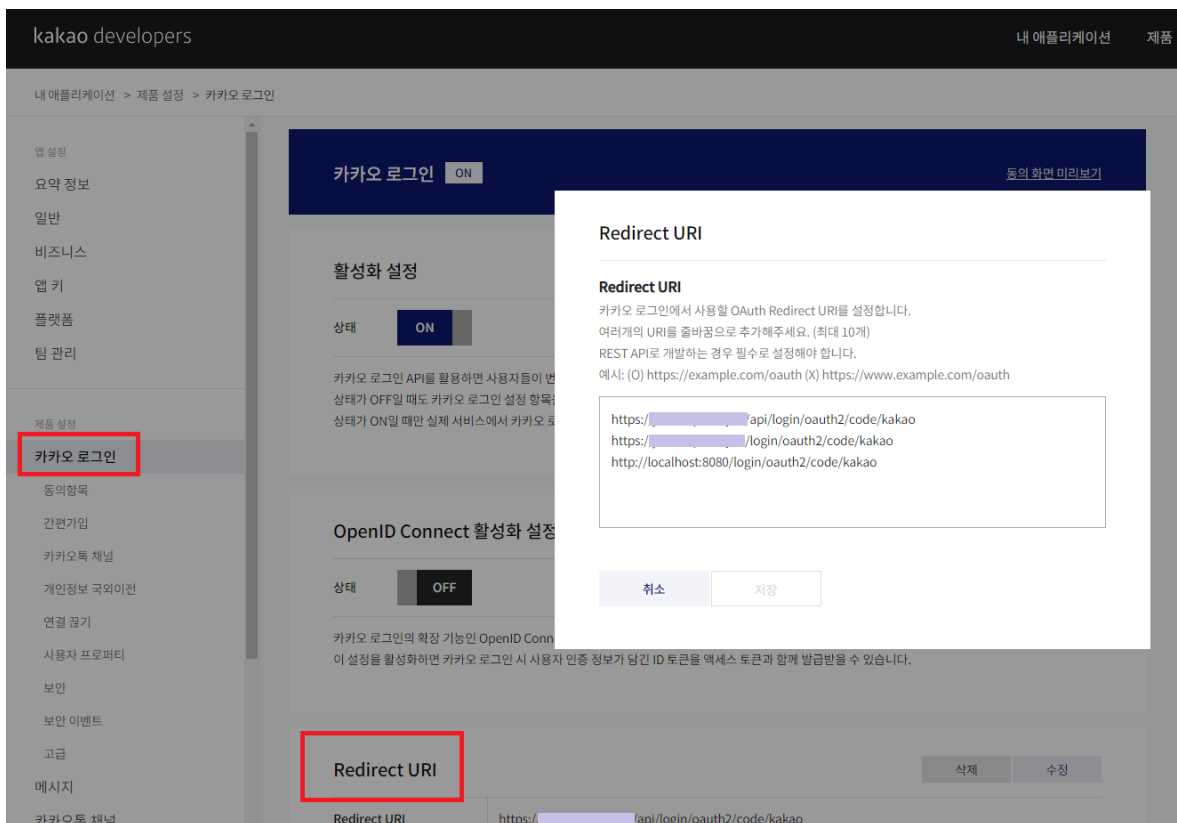 kakao developers
내 애플리케이션 제품
내 애플리케이션 > 제품 설정 > 카카오 로그인
앱 설정
요약 정보
일반
비즈니스
앱 키
플랫폼
팀 관리
제품 설정
카카오 로그인
동의항목
간편가입
카카오톡 채널
개인정보 국외이전
연결 끊기
사용자 프로퍼티
보안
보안 이벤트
고급
메시지
카카오톡 채널
카카오 로그인 ON
동의 화면 미리보기
활성화 설정
상태 ON
카카오 로그인 API를 활용하면 사용자들이 번
상태가 OFF일 때도 카카오 로그인 설정 항목
상태가 ON일 때만 실제 서비스에서 카카오 로
OpenID Connect 활성화 설정
상태 OFF
카카오 로그인의 확장 기능인 OpenID Conn
이 설정을 활성화하면 카카오 로그인 시 사용자 인증 정보가 담긴 ID 토큰을 액세스 토큰과 함께 발급받을 수 있습니다.
Redirect URI
삭제 수정
Redirect URI https:/ /api/login/oauth2/code/kakao
Redirect URI
Redirect URI
카카오 로그인에서 사용할 OAuth Redirect URI를 설정합니다.
여러개의 URI를 줄바꿈으로 추가해주세요. (최대 10개)
REST API로 개발하는 경우 필수로 설정해야 합니다.
예시: (O) https://example.com/oauth (X) https://www.example.com/oauth
https:/ /api/login/oauth2/code/kakao
https:/ /login/oauth2/code/kakao
http://localhost:8080/login/oauth2/code/kakao
취소 저장